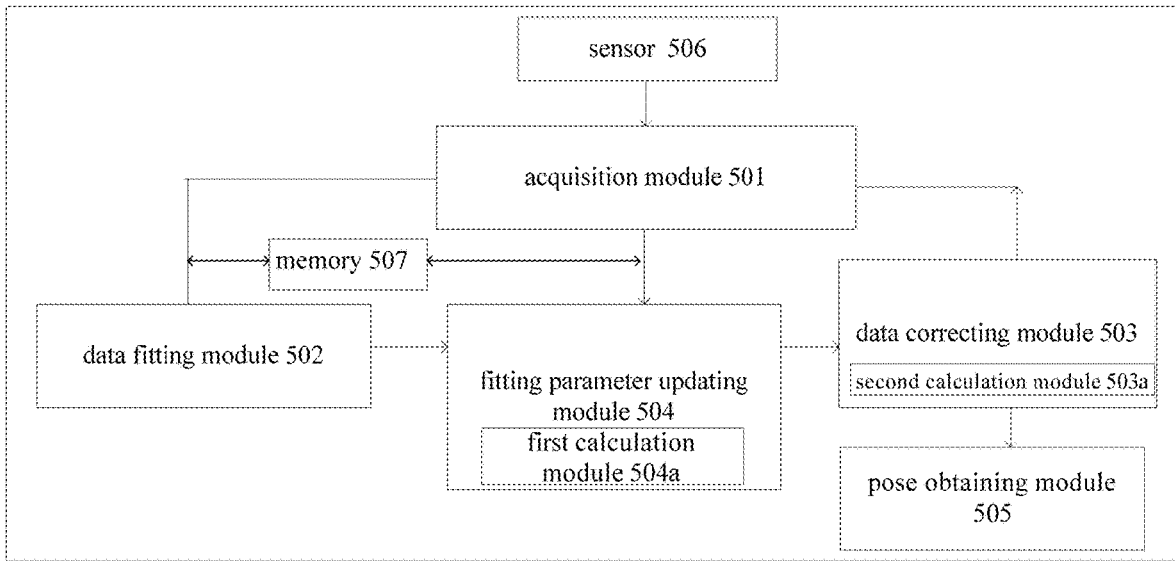 sensor 506
acquisition module 501
memory 507
data fitting module 502
fitting parameter updating
module 504
first calculation
module 504a
data correcting module 503
second calculation module 503a
pose obtaining module
505